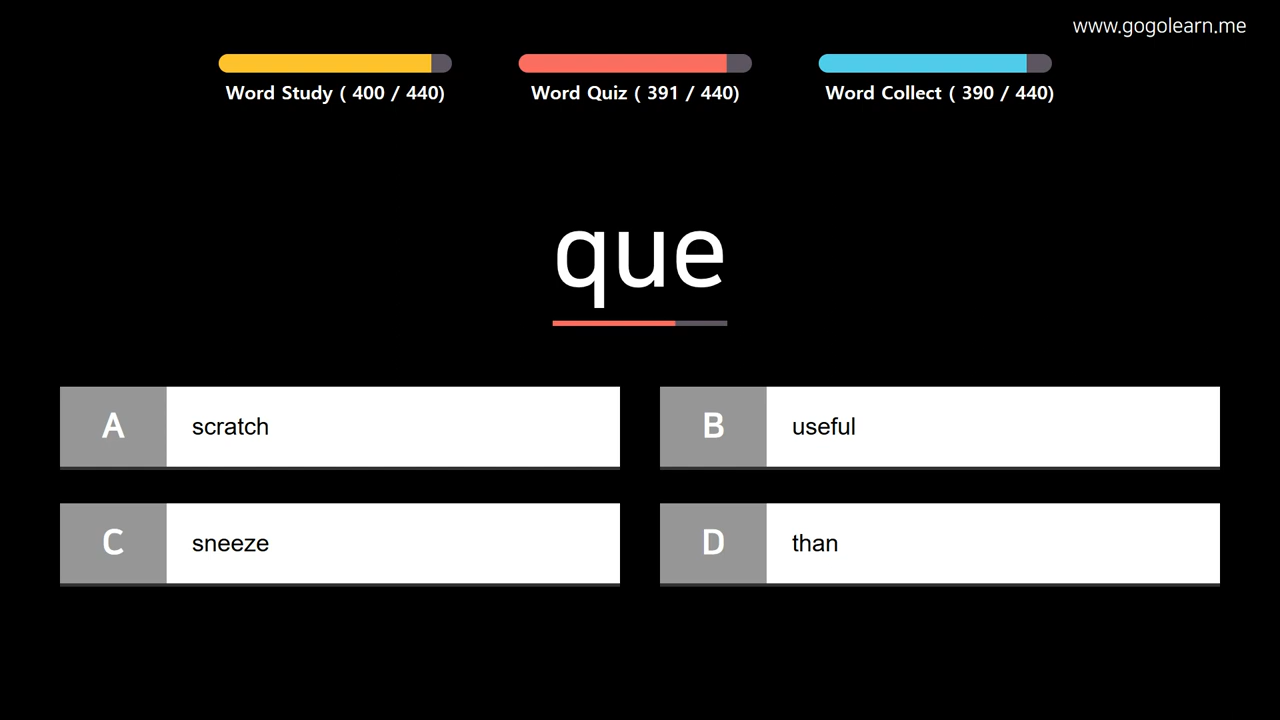 www.gogolearn.me
Word Study ( 400 / 440)
Word Quiz ( 391 / 440)
Word Collect ( 390 / 440)
que
A scratch
B useful
C sneeze
D than